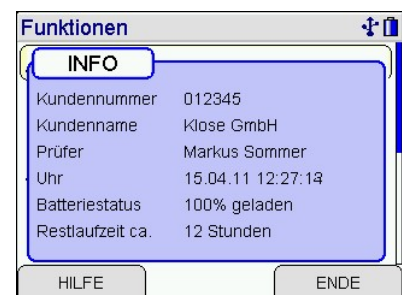 Funktionen
INFO
Kundennummer 012345
Kundenname Klose GmbH
Prüfer Markus Sommer
Uhr 15.04.11 12:27:13
Batteriestatus 100% geladen
Restlaufzeit ca. 12 Stunden
HILFE ENDE